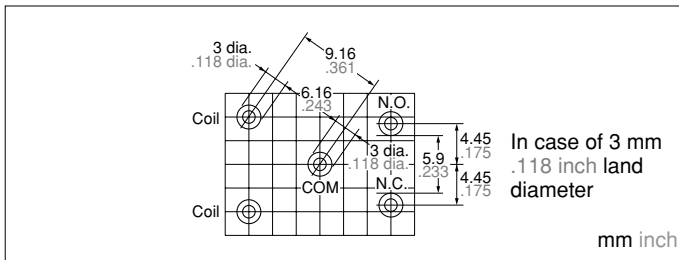 3 dia.
.118 dia.
9.16
.361
6.16
.243
N.O.
Coil
3 dia.
.118 dia.
COM
5.9
.233
4.45
.175
N.C.
4.45
.175
Coil
In case of 3 mm
.118 inch land
diameter
mm inch